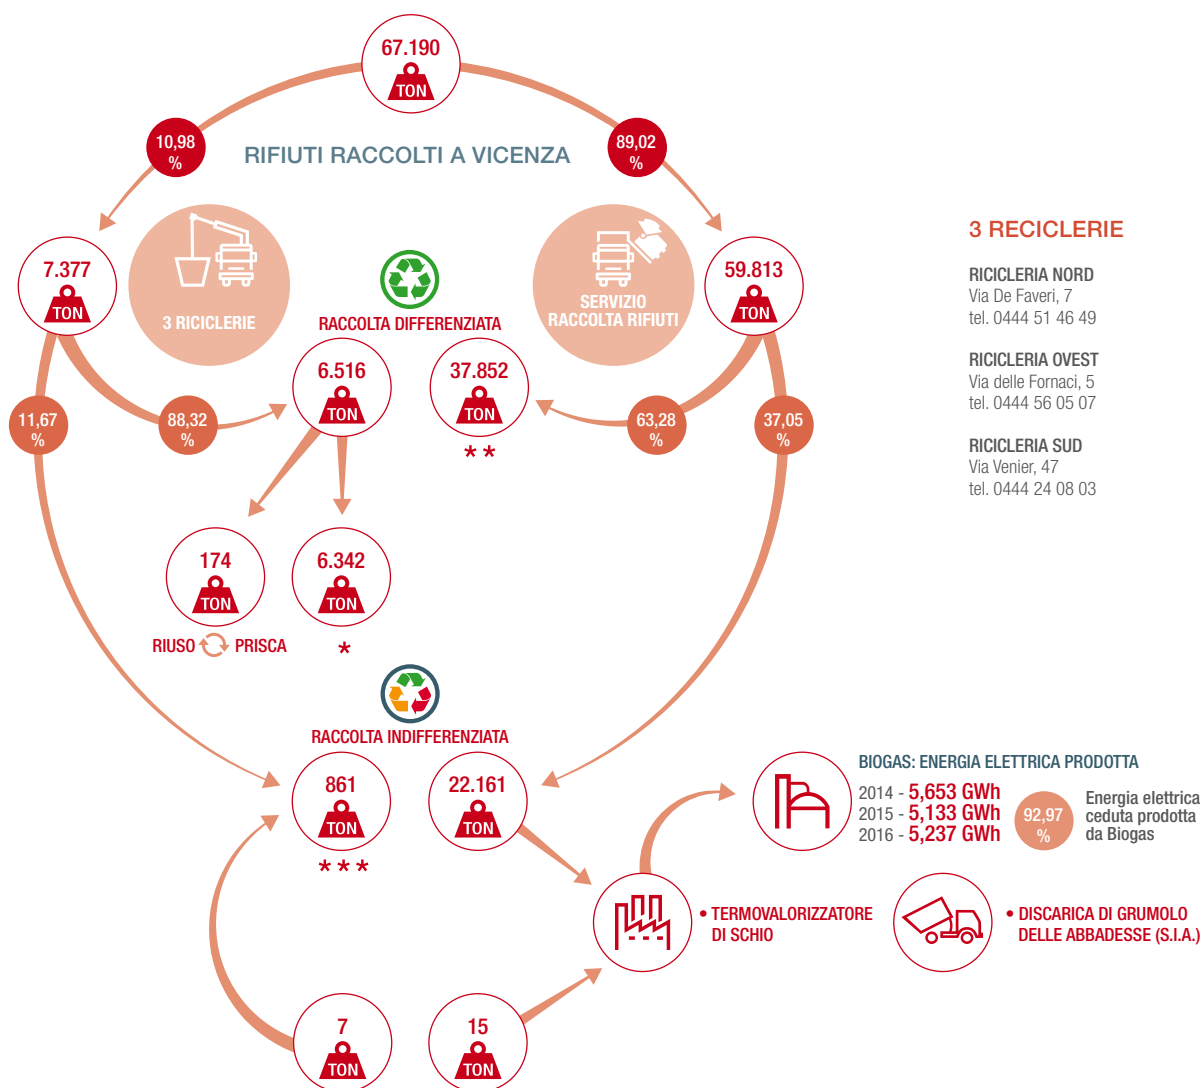 67.190
TON
10,98
%
89,02
%
RIFIUTI RACCOLTI A VICENZA
7.377
TON
3 RICICLERIE
SERVIZIO
RACCOLTA RIFIUTI
59.813
TON
RACCOLTA DIFFERENZIATA
6.516
TON
37.852
TON
**
11,67
%
88,32
%
63,28
%
37,05
%
174
TON
RIUSO PRISCA
6.342
TON
*
RACCOLTA INDIFFERENZIATA
861
TON
***
22.161
TON
7
TON
15
TON
3 RECICLERIE
RICICLERIA NORD
Via De Faveri, 7
tel. 0444 51 46 49
RICICLERIA OVEST
Via delle Fornaci, 5
tel. 0444 56 05 07
RICICLERIA SUD
Via Venier, 47
tel. 0444 24 08 03
BIOGAS: ENERGIA ELETTRICA PRODOTTA
2014 - 5,653 GWh
2015 - 5,133 GWh
2016 - 5,237 GWh
92,97
%
Energia elettrica
ceduta prodotta
da Biogas
• TERMOVALORIZZATORE
DI SCHIO
• DISCARICA DI GRUMOLO
DELLE ABBADESSE (S.I.A.)